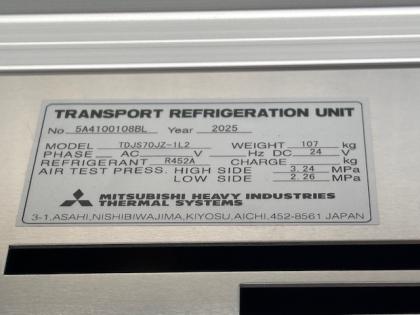 TRANSPORT REFRIGERATION UNIT
No 5A4100108BL Year 2025
MODEL TDJS70JZ-1L2 WEIGHT 107 kg
PHASE AC V Hz DC 24 V
REFRIGERANT R452A CHARGE kg
AIR TEST PRESS. HIGH SIDE 3.24 MPa
LOW SIDE 2.26 MPa
MITSUBISHI HEAVY INDUSTRIES
THERMAL SYSTEMS
3-1,ASAHI,NISHIBIWAJIMA,KIYOSU,AICHI,452-8561 JAPAN